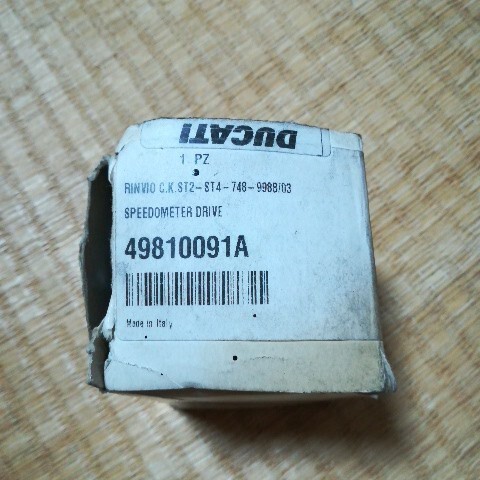 DUCATI
1 PZ
RINVIO C.K.ST2-ST4-748-998B/03
SPEEDOMETER DRIVE
49810091A
Made in Italy